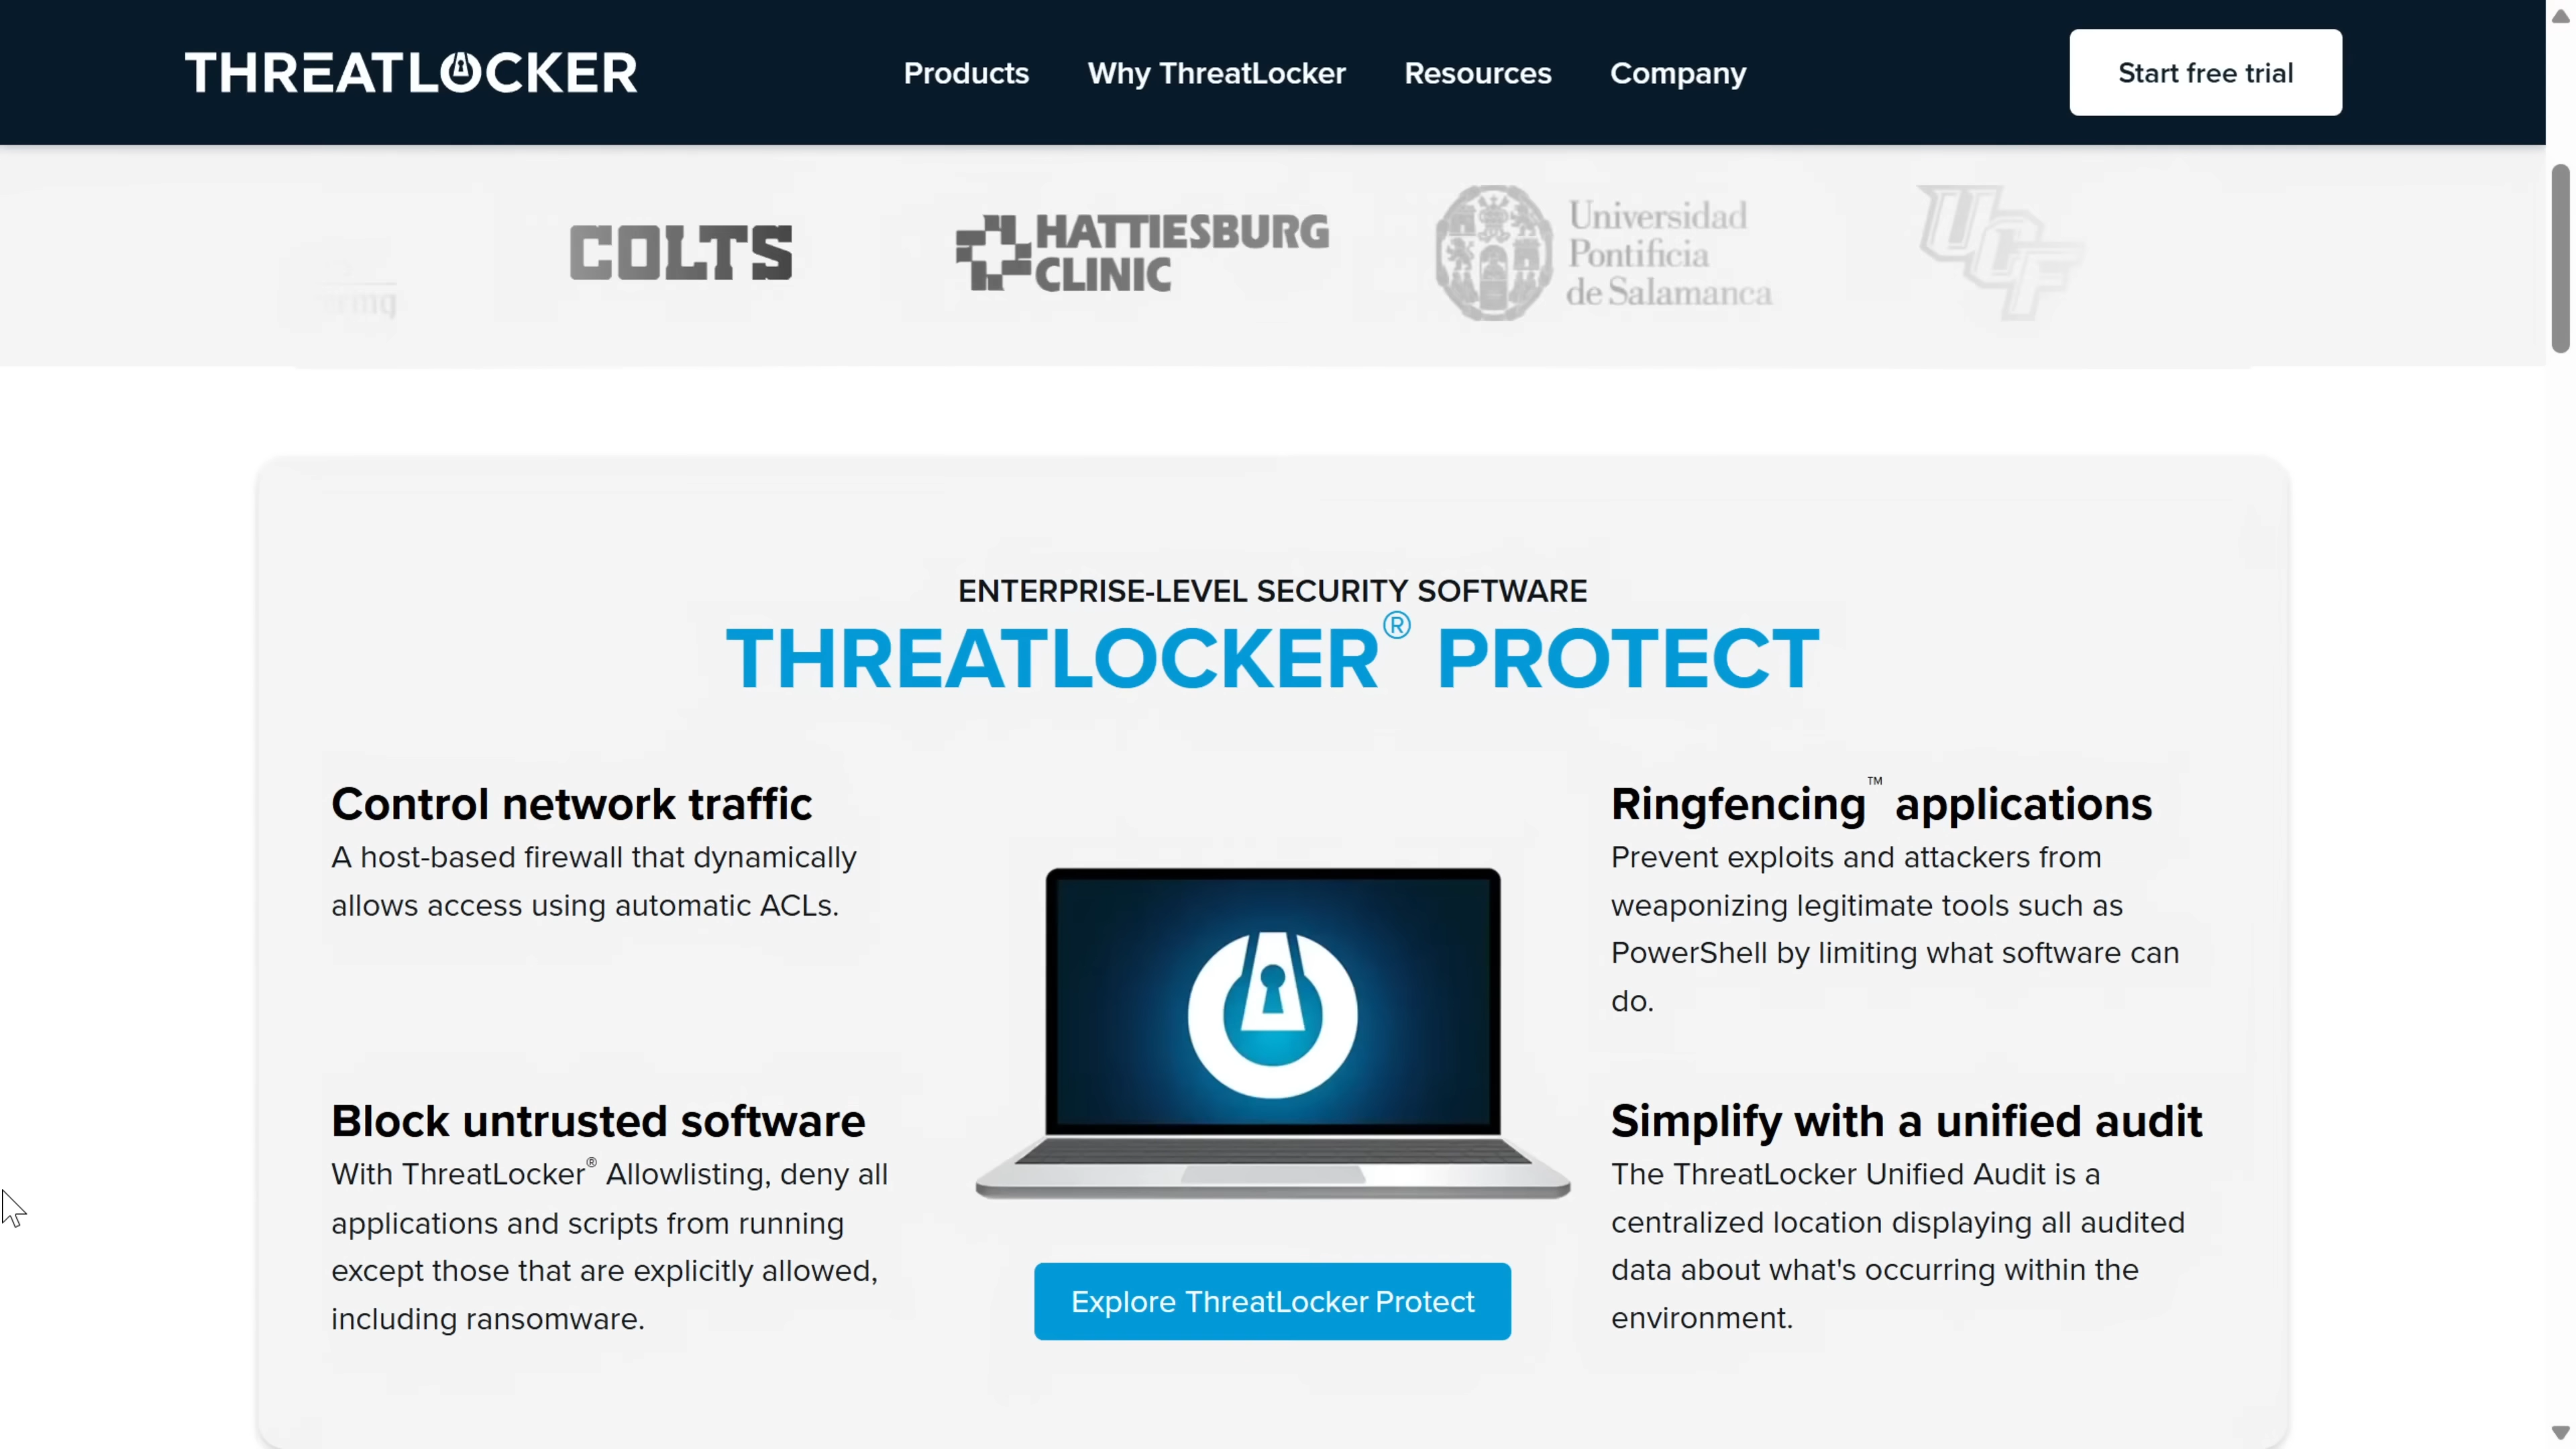 THREATLOCKER
Products
Why ThreatLocker
Resources
Company
Start free trial
COLTS
HATTIESBURG
CLINIC
Universidad
Pontificia
de Salamanca
UCF
ENTERPRISE-LEVEL SECURITY SOFTWARE
THREATLOCKER® PROTECT
Control network traffic
A host-based firewall that dynamically
allows access using automatic ACLs.
Block untrusted software
With ThreatLocker® Allowlisting, deny all
applications and scripts from running
except those that are explicitly allowed,
including ransomware.
Explore ThreatLocker Protect
Ringfencing™ applications
Prevent exploits and attackers from
weaponizing legitimate tools such as
PowerShell by limiting what software can
do.
Simplify with a unified audit
The ThreatLocker Unified Audit is a
centralized location displaying all audited
data about what's occurring within the
environment.